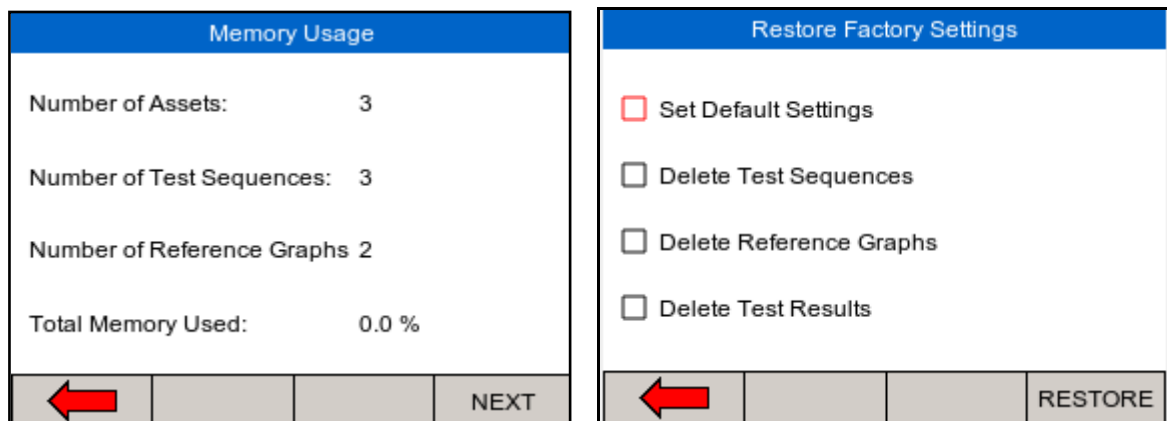 Memory Usage
Number of Assets: 3
Number of Test Sequences: 3
Number of Reference Graphs 2
Total Memory Used: 0.0 %
NEXT
Restore Factory Settings
Set Default Settings
Delete Test Sequences
Delete Reference Graphs
Delete Test Results
RESTORE